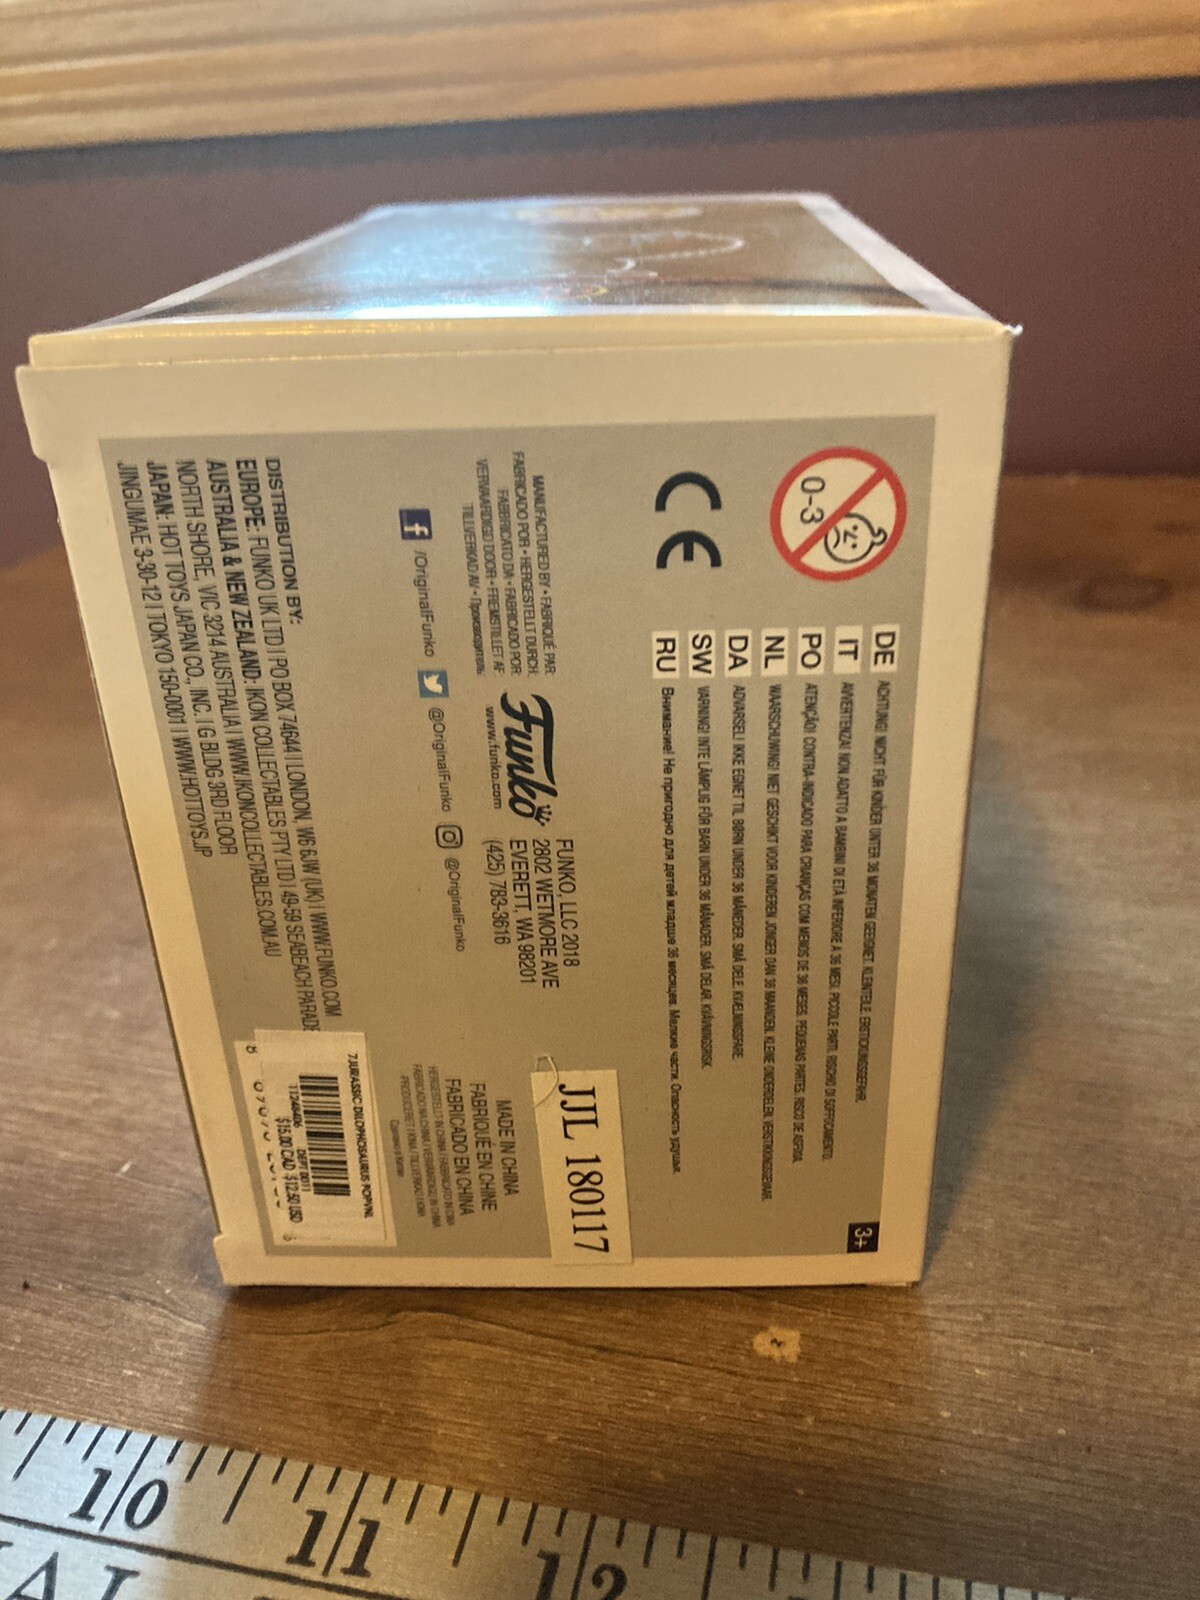 0-3
CE
DE ACHTUNG! NICHT FÜR KINDER UNTER 36 MONATEN GEEIGNET. KLEINTEILE. ERSTICKUNGSGEFAHR.
IT AVVERTENZA! NON ADATTO A BAMBINI DI ETÀ INFERIORE A 36 MESI. PICCOLE PARTI. RISCHIO DI SOFFOCAMENTO.
PO ATENÇÃO! CONTRA-INDICADO PARA CRIANÇAS COM MENOS DE 36 MESES. PEQUENAS PARTES. RISCO DE ASFIXIA.
NL WAARSCHUWING! NIET GESCHIKT VOOR KINDEREN JONGER DAN 36 MAANDEN. KLEINE ONDERDELEN. VERSTIKKINGSGEVAAR.
DA ADVARSEL! IKKE EGNET TIL BØRN UNDER 36 MÅNEDER. SMÅ DELE. KVÆLNINGSFARE.
SW VARNING! INTE LÄMPLIG FÖR BARN UNDER 36 MÅNADER. SMÅ DELAR. KVÄVNINGSRISK.
RU Внимание! Не пригодно для детей младше 36 месяцев. Мелкие части. Опасность удушья.
3+
MANUFACTURED BY • FABRIQUÉ PAR:
FABRICADO POR • HERGESTELLT DURCH:
FABBRICATO DA • FABRICADO POR:
VERVAARDIGD DOOR • FREMSTILLET AF:
TILLVERKAD AV • Производитель:
Funko
www.funko.com
FUNKO, LLC 2018
2802 WETMORE AVE
EVERETT, WA 98201
(425) 783-3616
JJL 180117
MADE IN CHINA
FABRIQUÉ EN CHINE
FABRICADO EN CHINA
f /OriginalFunko @OriginalFunko @OriginalFunko
DISTRIBUTION BY:
EUROPE: FUNKO UK LTD | PO BOX 74644 | LONDON, W6 6JW (UK) | WWW.FUNKO.COM
AUSTRALIA & NEW ZEALAND: IKON COLLECTABLES PTY LTD | 49-59 SEABEACH PARADE
NORTH SHORE, VIC 3214 AUSTRALIA | WWW.IKONCOLLECTABLES.COM.AU
JAPAN: HOT TOYS JAPAN CO., INC. | G BLDG 3RD FLOOR
JINGUMAE 3-30-12 | TOKYO 150-0001 | WWW.HOTTOYS.JP
7JURASSIC DILOPHOSAURUS POPVNL
11246406 DEPT 0011
$15.00 CAD $12.50 USD
10 11 12